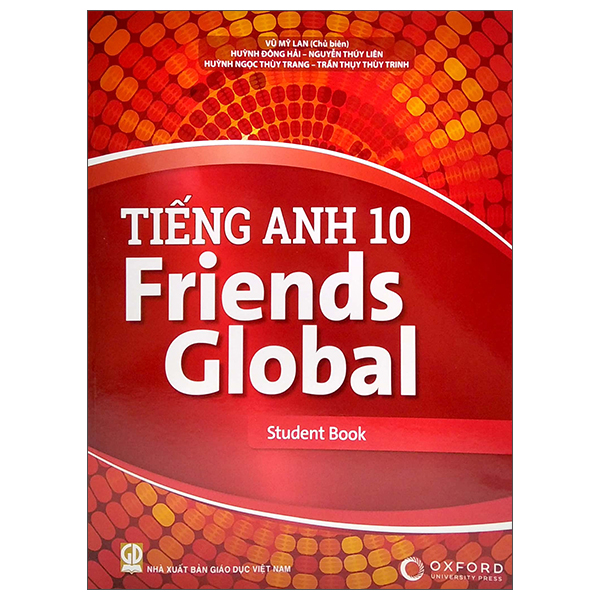 VŨ MỸ LAN (Chủ biên)
HUỲNH ĐÔNG HẢI – NGUYỄN THÚY LIÊN
HUỲNH NGỌC THÙY TRANG – TRẦN THỤY THÙY TRINH
TIẾNG ANH 10
Friends
Global
Student Book
GD
NHÀ XUẤT BẢN GIÁO DỤC VIỆT NAM
OXFORD
UNIVERSITY PRESS